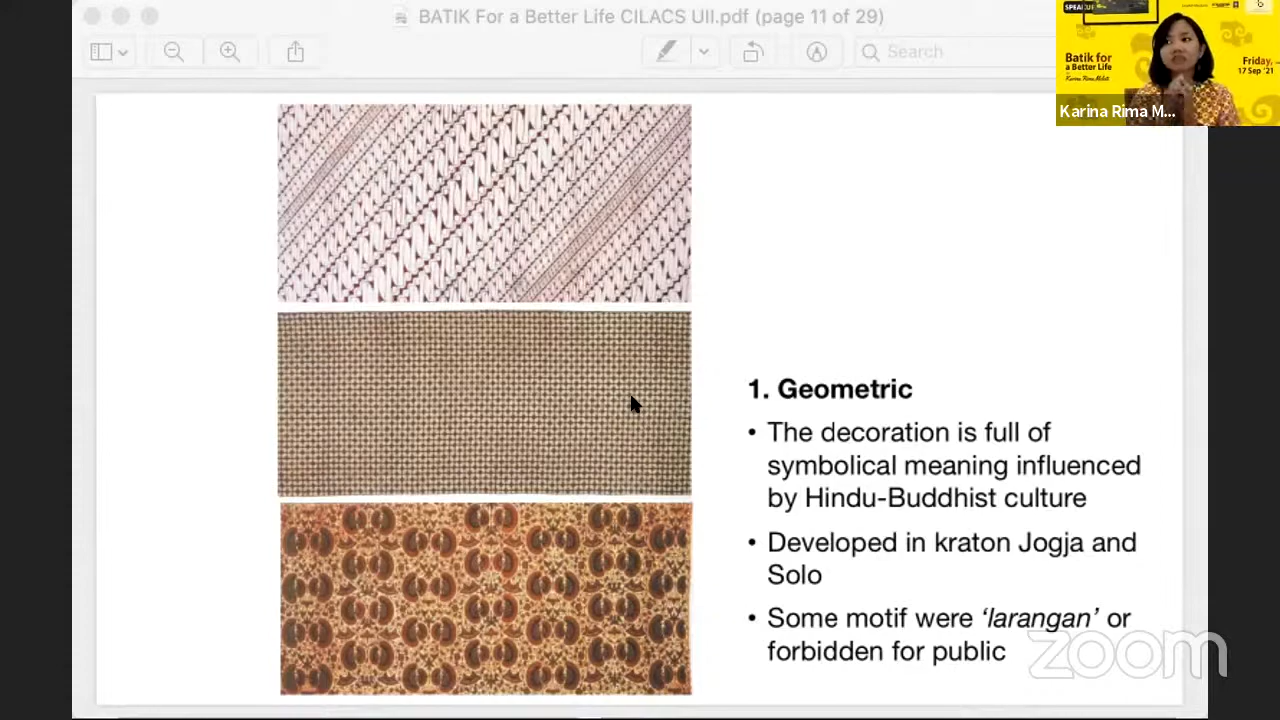 BATIK For a Better Life CILACS UII.pdf (page 11 of 29)
Search
SPEAK
Batik for
a Better Life
Friday,
17 Sep '21
Karina Rima M...
1. Geometric
• The decoration is full of
symbolical meaning influenced
by Hindu-Buddhist culture
• Developed in kraton Jogja and
Solo
• Some motif were ‘larangan’ or
forbidden for public
zoom